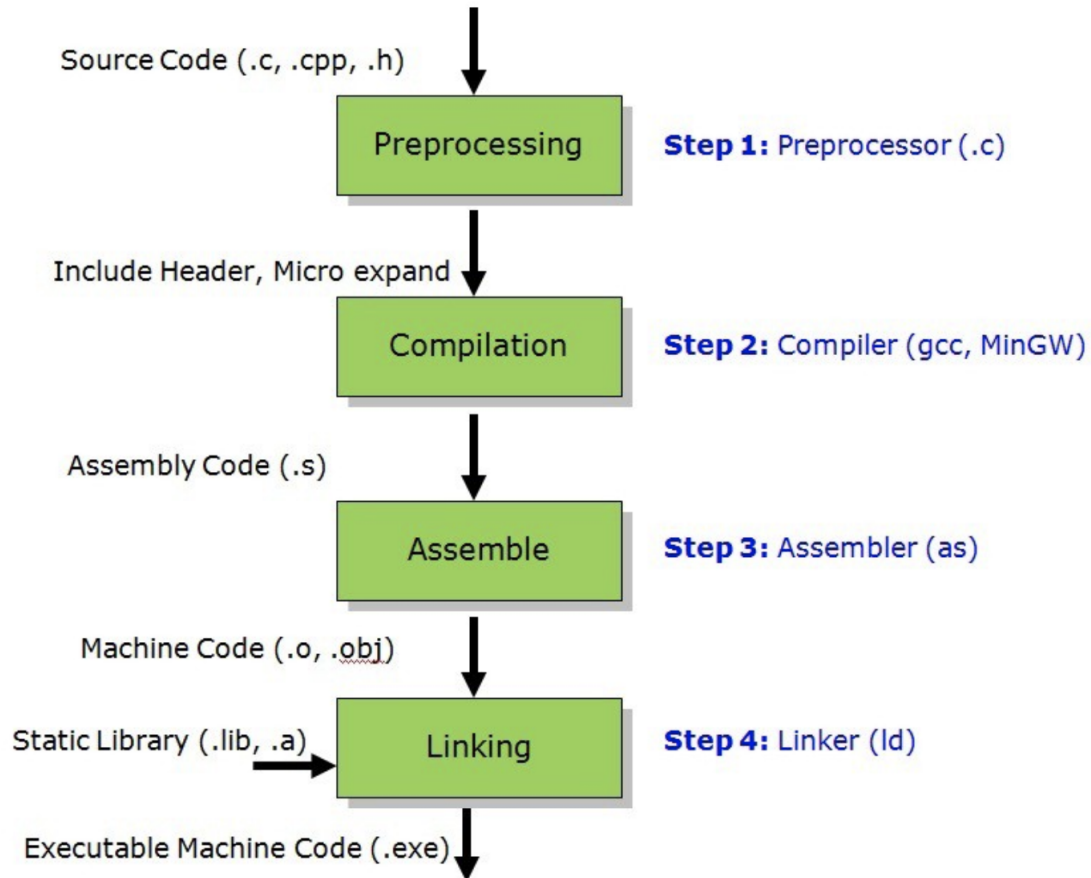 Source Code (.c, .cpp, .h)
Preprocessing
Step 1: Preprocessor (.c)
Include Header, Micro expand
Compilation
Step 2: Compiler (gcc, MinGW)
Assembly Code (.s)
Assemble
Step 3: Assembler (as)
Machine Code (.o, .obj)
Static Library (.lib, .a)
Linking
Step 4: Linker (ld)
Executable Machine Code (.exe)